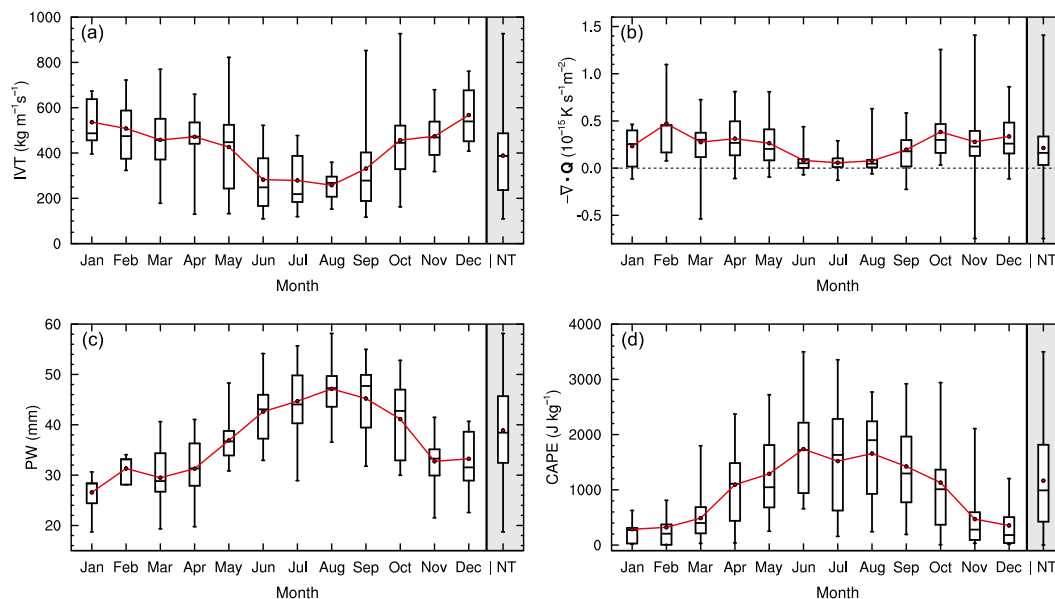 (a)
IVT (kg m⁻¹s⁻¹)
1000
800
600
400
200
0
Jan Feb Mar Apr May Jun Jul Aug Sep Oct Nov Dec | NT
Month
(b)
−∇ • Q (10⁻¹⁵ K s⁻¹m⁻²)
1.5
1.0
0.5
0.0
-0.5
Jan Feb Mar Apr May Jun Jul Aug Sep Oct Nov Dec | NT
Month
(c)
PW (mm)
60
50
40
30
20
Jan Feb Mar Apr May Jun Jul Aug Sep Oct Nov Dec | NT
Month
(d)
CAPE (J kg⁻¹)
4000
3000
2000
1000
0
Jan Feb Mar Apr May Jun Jul Aug Sep Oct Nov Dec | NT
Month